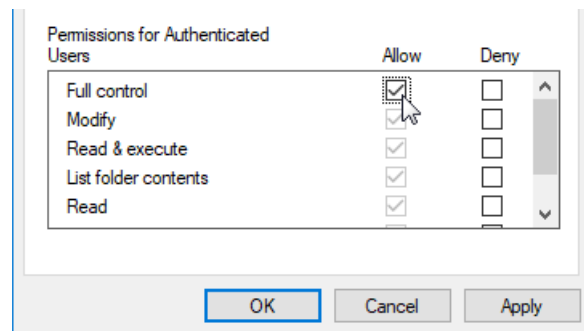 Permissions for Authenticated
Users Allow Deny
Full control
Modify
Read & execute
List folder contents
Read
OK Cancel Apply